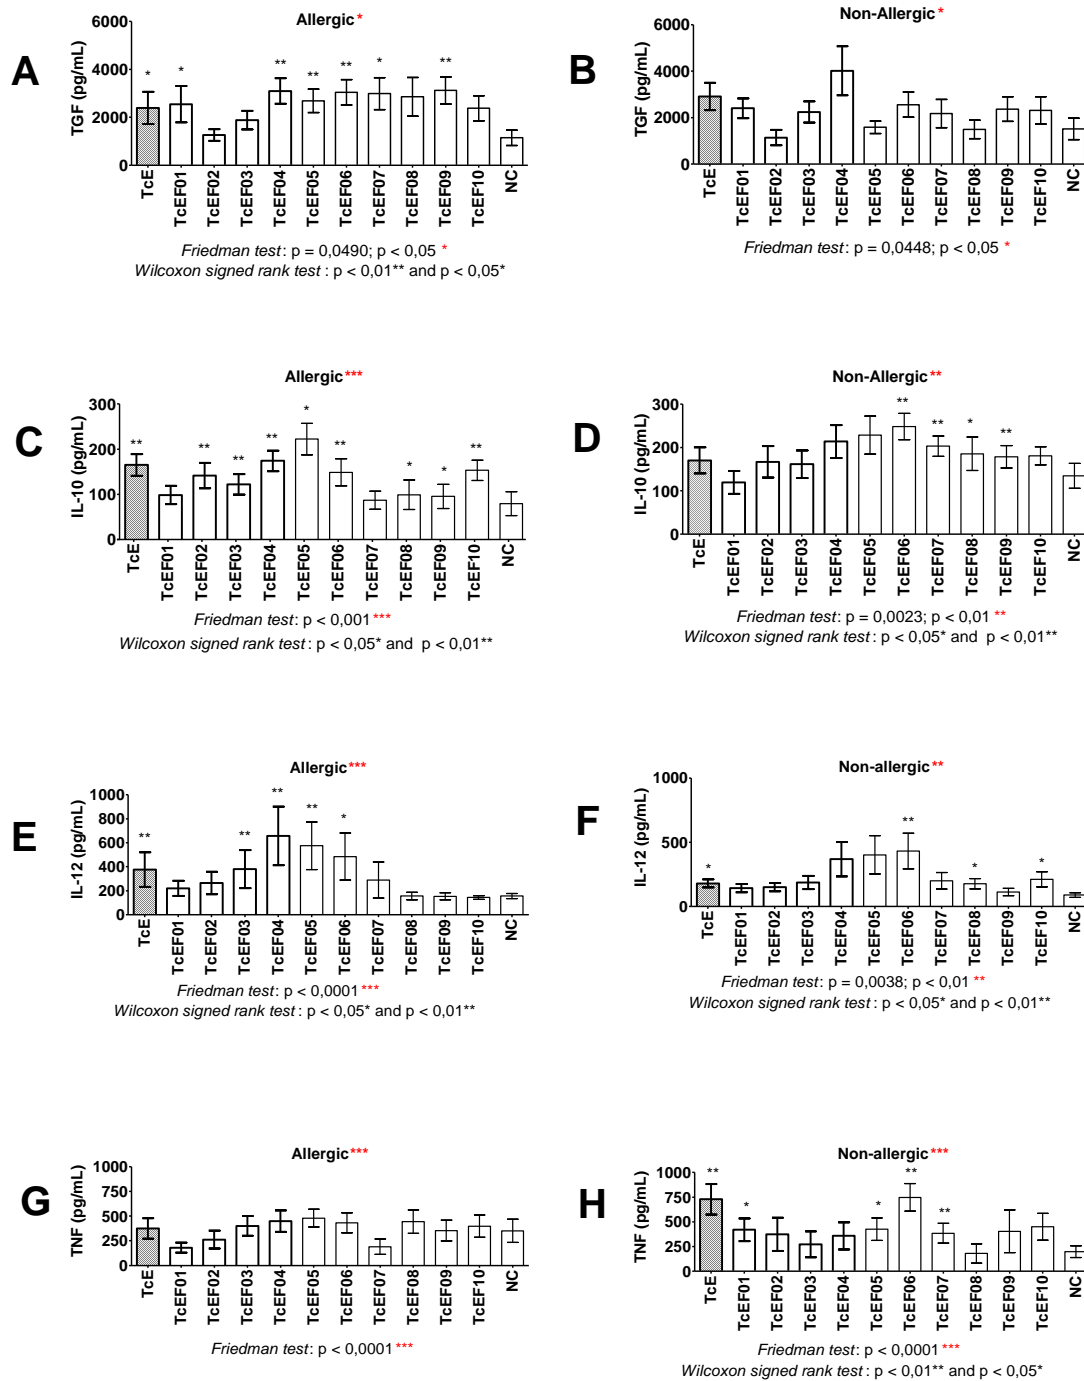 A
Allergic *
TGF (pg/mL)
6000
4000
2000
0
* * ** ** ** * **
TcE TcEF01 TcEF02 TcEF03 TcEF04 TcEF05 TcEF06 TcEF07 TcEF08 TcEF09 TcEF10 NC
Friedman test: p = 0,0490; p < 0,05 *
Wilcoxon signed rank test : p < 0,01** and p < 0,05*
B
Non-Allergic *
TGF (pg/mL)
6000
4000
2000
0
TcE TcEF01 TcEF02 TcEF03 TcEF04 TcEF05 TcEF06 TcEF07 TcEF08 TcEF09 TcEF10 NC
Friedman test: p = 0,0448; p < 0,05 *
C
Allergic ***
IL-10 (pg/mL)
300
200
100
0
** ** ** ** * ** * * **
TcE TcEF01 TcEF02 TcEF03 TcEF04 TcEF05 TcEF06 TcEF07 TcEF08 TcEF09 TcEF10 NC
Friedman test: p < 0,001 ***
Wilcoxon signed rank test : p < 0,05* and p < 0,01**
D
Non-Allergic **
IL-10 (pg/mL)
300
200
100
0
** ** * **
TcE TcEF01 TcEF02 TcEF03 TcEF04 TcEF05 TcEF06 TcEF07 TcEF08 TcEF09 TcEF10 NC
Friedman test: p = 0,0023; p < 0,01 **
Wilcoxon signed rank test : p < 0,05* and p < 0,01**
E
Allergic ***
IL-12 (pg/mL)
1000
800
600
400
200
0
** ** ** ** *
TcE TcEF01 TcEF02 TcEF03 TcEF04 TcEF05 TcEF06 TcEF07 TcEF08 TcEF09 TcEF10 NC
Friedman test: p < 0,0001 ***
Wilcoxon signed rank test : p < 0,05* and p < 0,01**
F
Non-allergic **
IL-12 (pg/mL)
1000
500
0
* ** * *
TcE TcEF01 TcEF02 TcEF03 TcEF04 TcEF05 TcEF06 TcEF07 TcEF08 TcEF09 TcEF10 NC
Friedman test: p = 0,0038; p < 0,01 **
Wilcoxon signed rank test : p < 0,05* and p < 0,01**
G
Allergic ***
TNF (pg/mL)
1000
750
500
250
0
TcE TcEF01 TcEF02 TcEF03 TcEF04 TcEF05 TcEF06 TcEF07 TcEF08 TcEF09 TcEF10 NC
Friedman test: p < 0,0001 ***
H
Non-allergic ***
TNF (pg/mL)
1000
750
500
250
0
** * * ** **
TcE TcEF01 TcEF02 TcEF03 TcEF04 TcEF05 TcEF06 TcEF07 TcEF08 TcEF09 TcEF10 NC
Friedman test: p < 0,0001 ***
Wilcoxon signed rank test : p < 0,01** and p < 0,05*